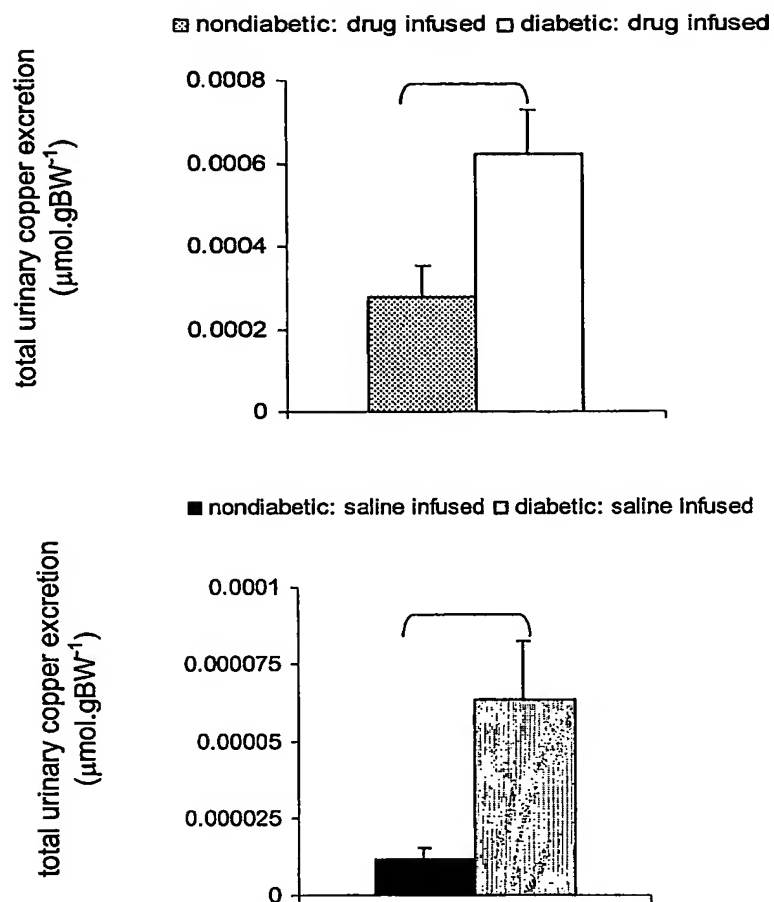 nondiabetic: drug infused diabetic: drug infused
total urinary copper excretion
(µmol.gBW⁻¹)
0.0008
0.0006
0.0004
0.0002
0
nondiabetic: saline infused diabetic: saline infused
total urinary copper excretion
(µmol.gBW⁻¹)
0.0001
0.000075
0.00005
0.000025
0